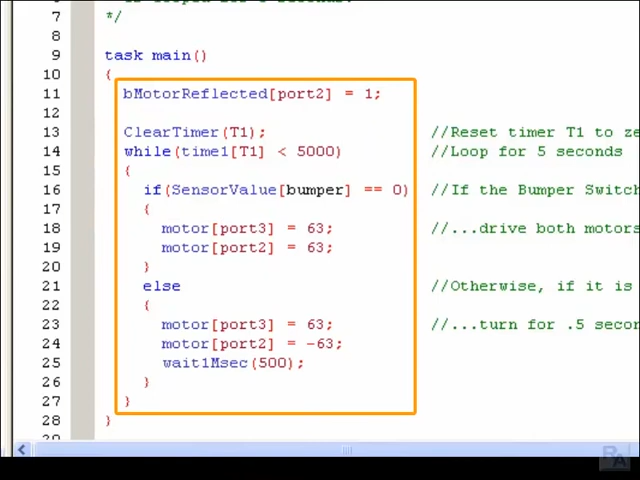 7 */
8
9 task main()
10 {
11 bMotorReflected[port2] = 1;
12
13 ClearTimer(T1); //Reset timer T1 to
14 while(time1[T1] < 5000) //Loop for 5 seconds
15 {
16 if(SensorValue[bumper] == 0) //If the Bumper Switch
17 {
18 motor[port3] = 63; //...drive both motors
19 motor[port2] = 63;
20 }
21 else //Otherwise, if it is
22 {
23 motor[port3] = 63; //...turn for .5
24 motor[port2] = -63;
25 wait1Msec(500);
26 }
27 }
28 }
RA